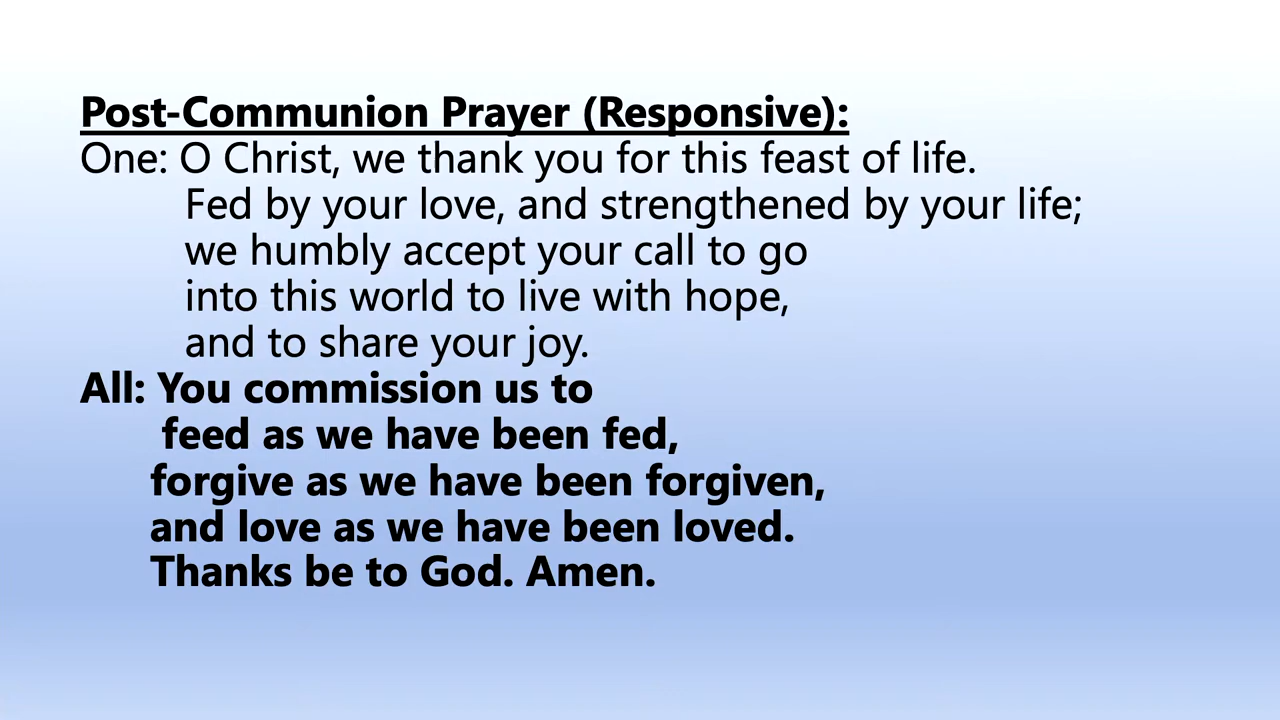 Post-Communion Prayer (Responsive):
One: O Christ, we thank you for this feast of life.
Fed by your love, and strengthened by your life;
we humbly accept your call to go
into this world to live with hope,
and to share your joy.
All: You commission us to
feed as we have been fed,
forgive as we have been forgiven,
and love as we have been loved.
Thanks be to God. Amen.